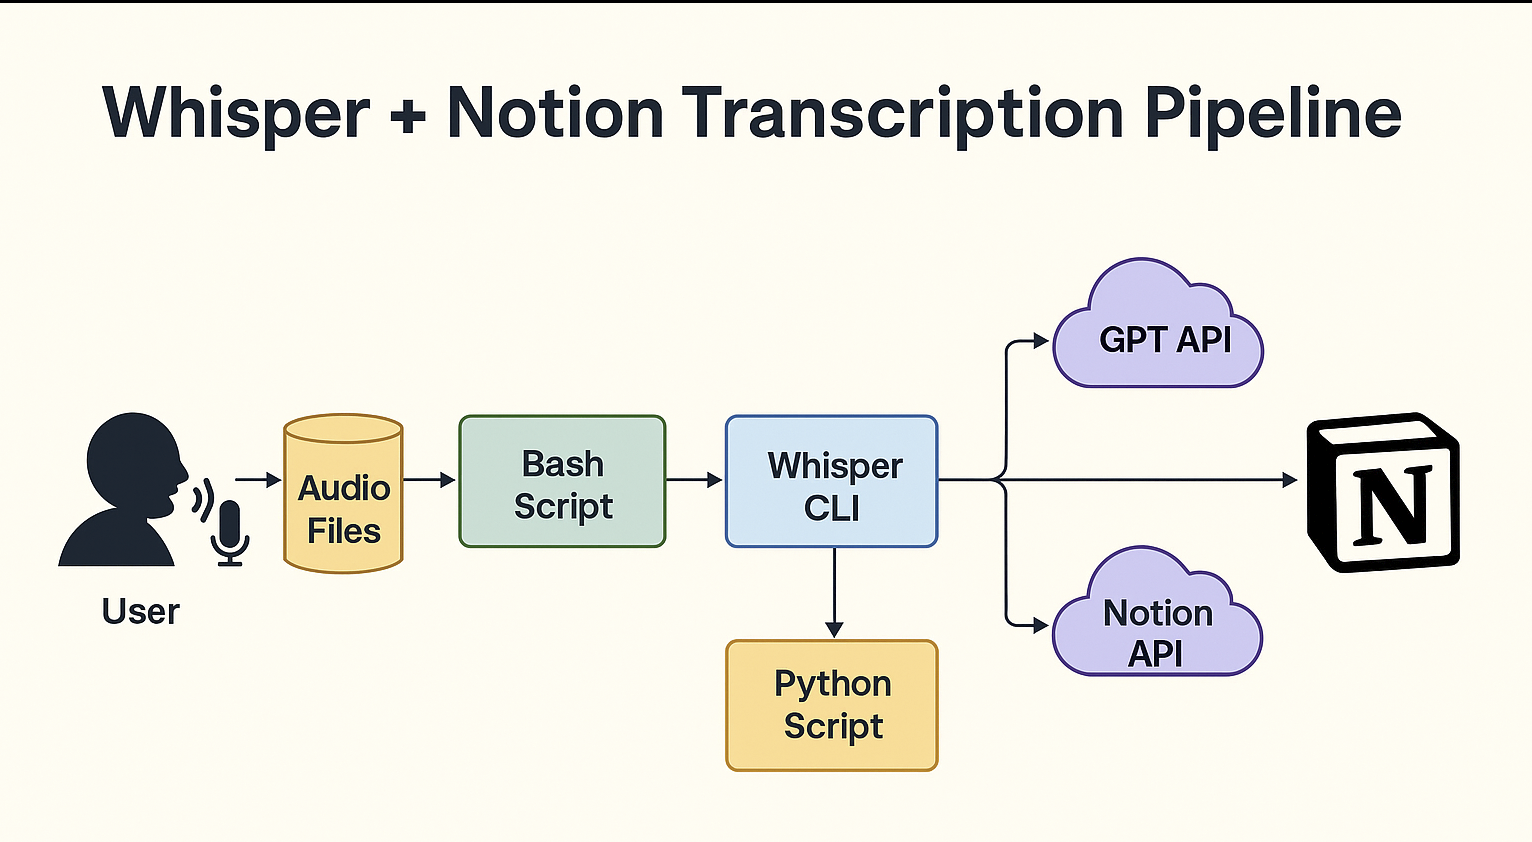 Whisper + Notion Transcription Pipeline
User
Audio
Files
Bash
Script
Whisper
CLI
Python
Script
GPT API
Notion
API
N